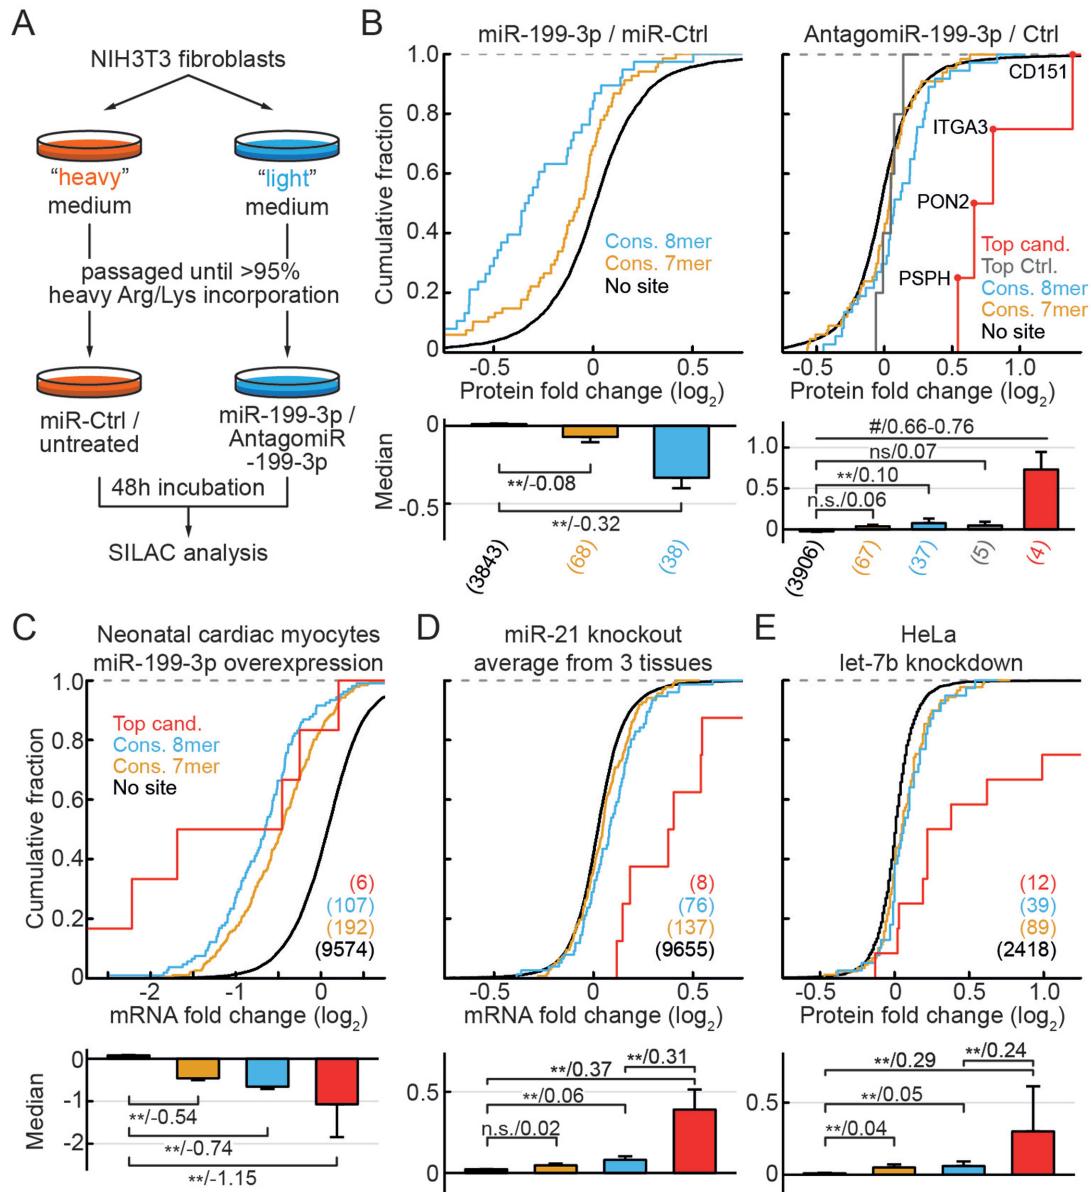 A
NIH3T3 fibroblasts
“heavy”
medium
“light”
medium
passaged until >95%
heavy Arg/Lys incorporation
miR-Ctrl /
untreated
miR-199-3p /
AntagomiR
-199-3p
48h incubation
SILAC analysis
B
miR-199-3p / miR-Ctrl
Cumulative fraction
1.0
0.8
0.6
0.4
0.2
0
Cons. 8mer
Cons. 7mer
No site
-0.5
0
0.5
Protein fold change (log2)
Median
0
-0.5
**/-0.08
**/-0.32
(3843)
(68)
(38)
AntagomiR-199-3p / Ctrl
CD151
ITGA3
PON2
PSPH
Top cand.
Top Ctrl.
Cons. 8mer
Cons. 7mer
No site
-0.5
0
0.5
1.0
Protein fold change (log2)
1.0
0.5
0
#/0.66-0.76
ns/0.07
**/0.10
n.s./0.06
(3906)
(67)
(37)
(5)
(4)
C
Neonatal cardiac myocytes
miR-199-3p overexpression
Cumulative fraction
1.0
0.8
0.6
0.4
0.2
0
Top cand.
Cons. 8mer
Cons. 7mer
No site
(6)
(107)
(192)
(9574)
-2
-1
0
mRNA fold change (log2)
Median
0
-1
-2
**/-0.54
**/-0.74
**/-1.15
D
miR-21 knockout
average from 3 tissues
(8)
(76)
(137)
(9655)
-0.5
0
0.5
mRNA fold change (log2)
0.5
0
**/0.31
**/0.37
**/0.06
n.s./0.02
E
HeLa
let-7b knockdown
(12)
(39)
(89)
(2418)
-0.5
0
0.5
1.0
Protein fold change (log2)
0.5
0
**/0.24
**/0.29
**/0.05
**/0.04